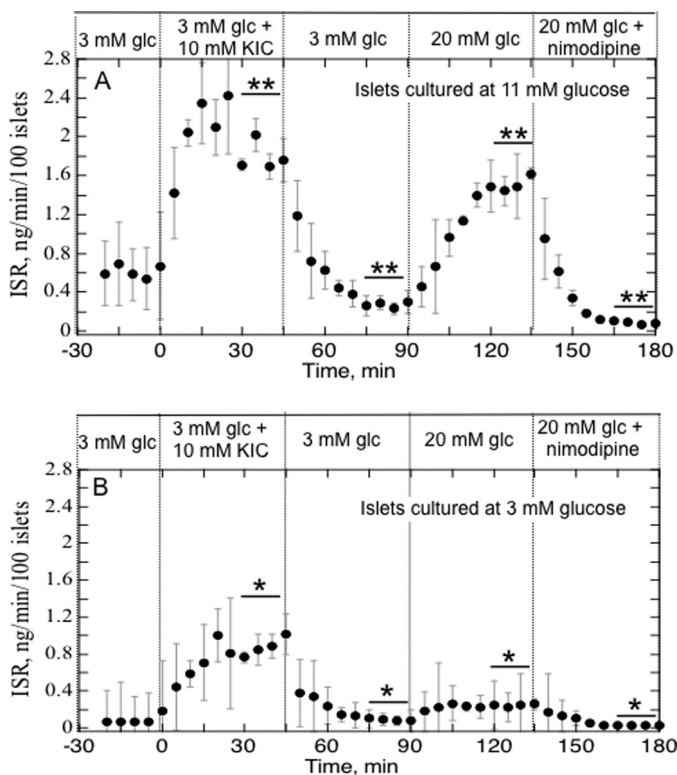 3 mM glc
3 mM glc +
10 mM KIC
3 mM glc
20 mM glc
20 mM glc +
nimodipine
A
Islets cultured at 11 mM glucose
**
**
**
**
ISR, ng/min/100 islets
2.8
2.4
2
1.6
1.2
0.8
0.4
0
-30 0 30 60 90 120 150 180
Time, min
3 mM glc
3 mM glc +
10 mM KIC
3 mM glc
20 mM glc
20 mM glc +
nimodipine
B
Islets cultured at 3 mM glucose
*
*
*
*
ISR, ng/min/100 islets
2.8
2.4
2
1.6
1.2
0.8
0.4
0
-30 0 30 60 90 120 150 180
Time, min